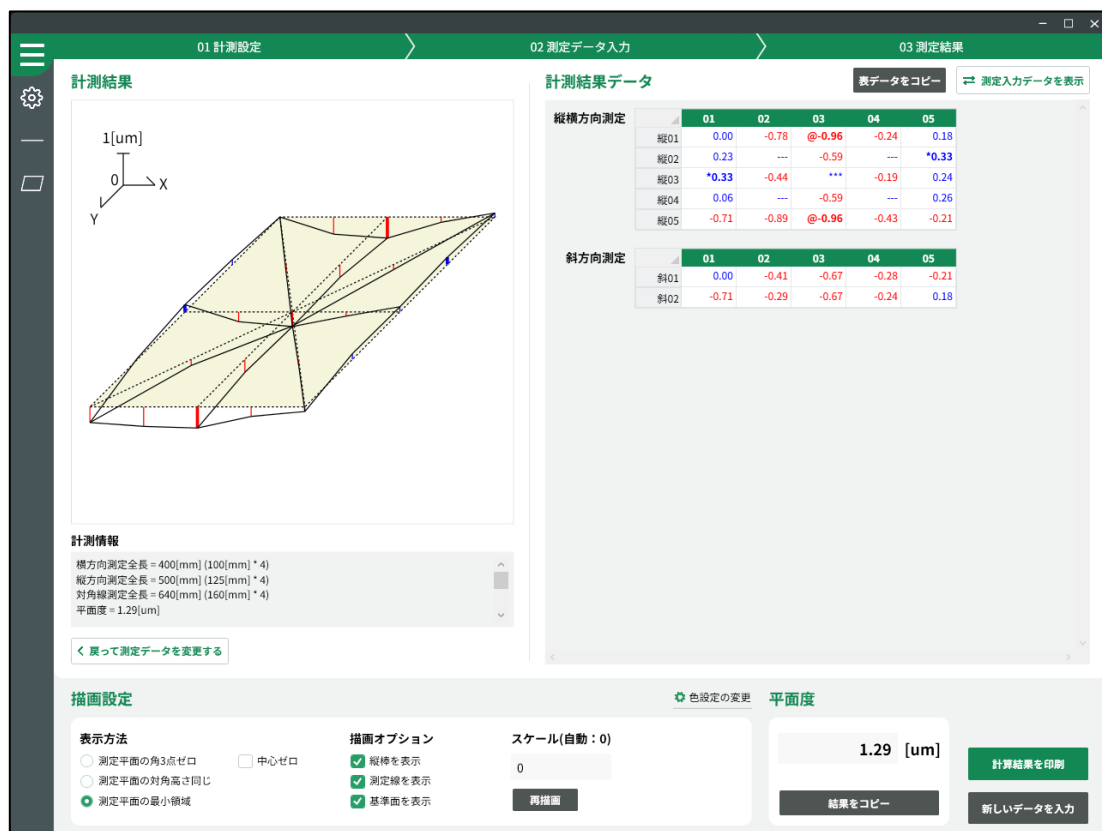 01 計測設定
02 測定データ入力
03 測定結果
計測結果
1[um]
0
X
Y
計測情報
横方向測定全長 = 400[mm] (100[mm] * 4)
縦方向測定全長 = 500[mm] (125[mm] * 4)
対角線測定全長 = 640[mm] (160[mm] * 4)
平面度 = 1.29[um]
戻って測定データを変更する
計測結果データ
表データをコピー
測定入力データを表示
縦横方向測定
01 02 03 04 05
縦01 0.00 -0.78 @-0.96 -0.24 0.18
縦02 0.23 --- -0.59 --- *0.33
縦03 *0.33 -0.44 *** -0.19 0.24
縦04 0.06 --- -0.59 --- 0.26
縦05 -0.71 -0.89 @-0.96 -0.43 -0.21
斜方向測定
01 02 03 04 05
斜01 0.00 -0.41 -0.67 -0.28 -0.21
斜02 -0.71 -0.29 -0.67 -0.24 0.18
描画設定
色設定の変更
表示方法
測定平面の角3点ゼロ
中心ゼロ
測定平面の対角高さ同じ
測定平面の最小領域
描画オプション
縦棒を表示
測定線を表示
基準面を表示
スケール(自動：0)
0
再描画
平面度
1.29 [um]
結果をコピー
計算結果を印刷
新しいデータを入力